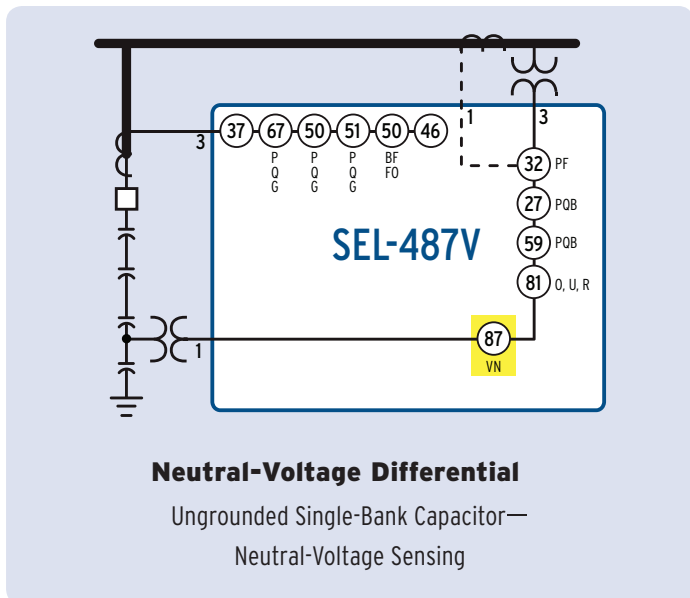 1
3
3
37
67
50
51
50
46
P
Q
G
P
Q
G
P
Q
G
BF
FO
32 PF
27 PQB
59 PQB
81 O, U, R
SEL-487V
87
VN
1
Neutral-Voltage Differential
Ungrounded Single-Bank Capacitor—
Neutral-Voltage Sensing